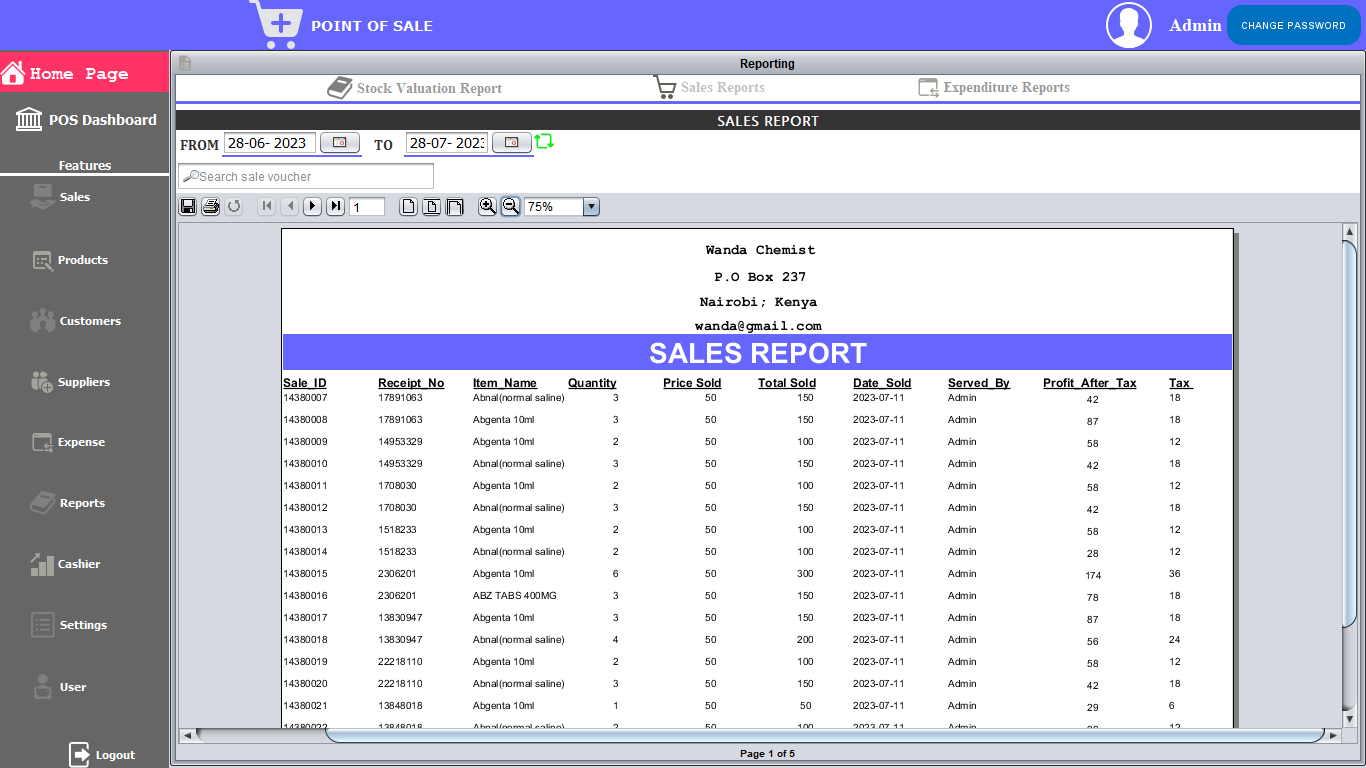 POINT OF SALE
Admin
CHANGE PASSWORD
Home Page
POS Dashboard
Features
Sales
Products
Customers
Suppliers
Expense
Reports
Cashier
Settings
User
Logout
Reporting
Stock Valuation Report Sales Reports Expenditure Reports
SALES REPORT
FROM 28-06- 2023 TO 28-07- 202
Search sale voucher
1 75%
Wanda Chemist
P.O Box 237
Nairobi; Kenya
wanda@gmail.com
SALES REPORT
Sale_ID Receipt_No Item_Name Quantity Price Sold Total Sold Date_Sold Served_By Profit_After_Tax Tax
14380007 17891063 Abnal(normal saline) 3 50 150 2023-07-11 Admin 42 18
14380008 17891063 Abgenta 10ml 3 50 150 2023-07-11 Admin 87 18
14380009 14953329 Abgenta 10ml 2 50 100 2023-07-11 Admin 58 12
14380010 14953329 Abnal(normal saline) 3 50 150 2023-07-11 Admin 42 18
14380011 1708030 Abgenta 10ml 2 50 100 2023-07-11 Admin 58 12
14380012 1708030 Abnal(normal saline) 3 50 150 2023-07-11 Admin 42 18
14380013 1518233 Abgenta 10ml 2 50 100 2023-07-11 Admin 58 12
14380014 1518233 Abnal(normal saline) 2 50 100 2023-07-11 Admin 28 12
14380015 2306201 Abgenta 10ml 6 50 300 2023-07-11 Admin 174 36
14380016 2306201 ABZ TABS 400MG 3 50 150 2023-07-11 Admin 78 18
14380017 13830947 Abgenta 10ml 3 50 150 2023-07-11 Admin 87 18
14380018 13830947 Abnal(normal saline) 4 50 200 2023-07-11 Admin 56 24
14380019 22218110 Abgenta 10ml 2 50 100 2023-07-11 Admin 58 12
14380020 22218110 Abnal(normal saline) 3 50 150 2023-07-11 Admin 42 18
14380021 13848018 Abgenta 10ml 1 50 50 2023-07-11 Admin 29 6
14380022 13848018 Abnal(normal saline) 2 50 100 2023-07-11 Admin 12
Page 1 of 5